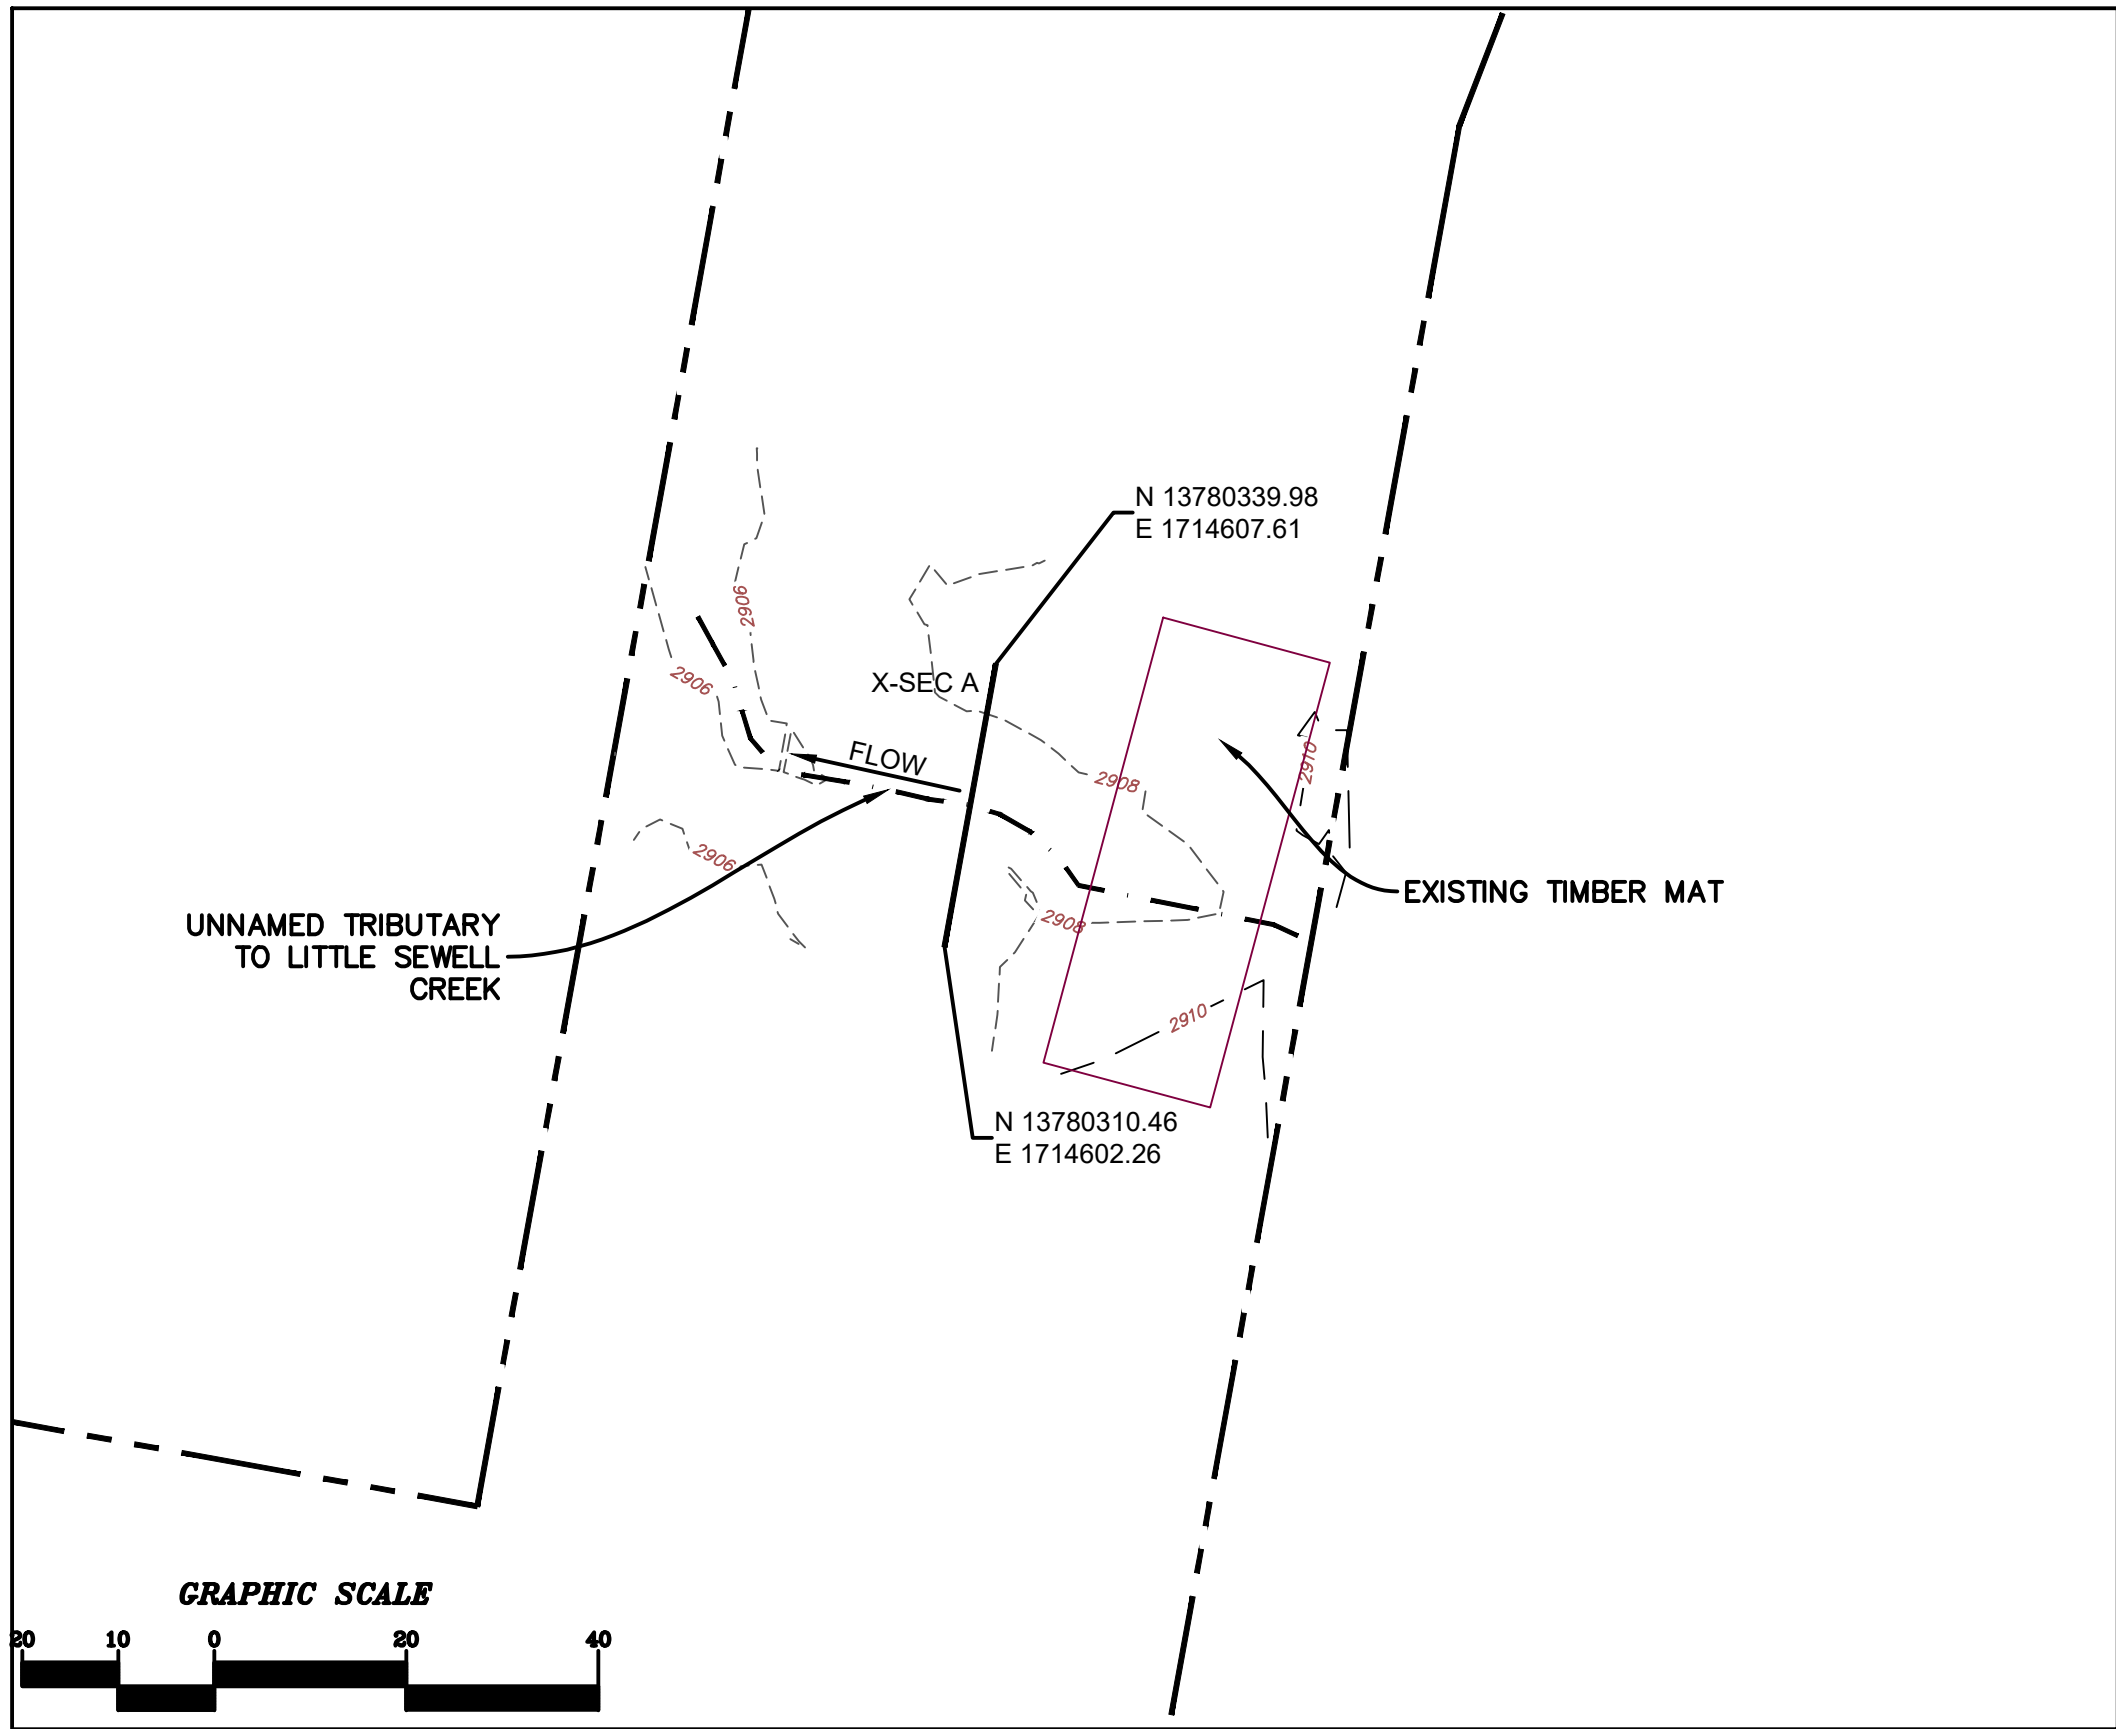 N 13780339.98
E 1714607.61
2906
2906
X-SEC A
FLOW
2908
2910
2906
EXISTING TIMBER MAT
2908
UNNAMED TRIBUTARY
TO LITTLE SEWELL
CREEK
2910
N 13780310.46
E 1714602.26
GRAPHIC SCALE
20 10 0 20 40